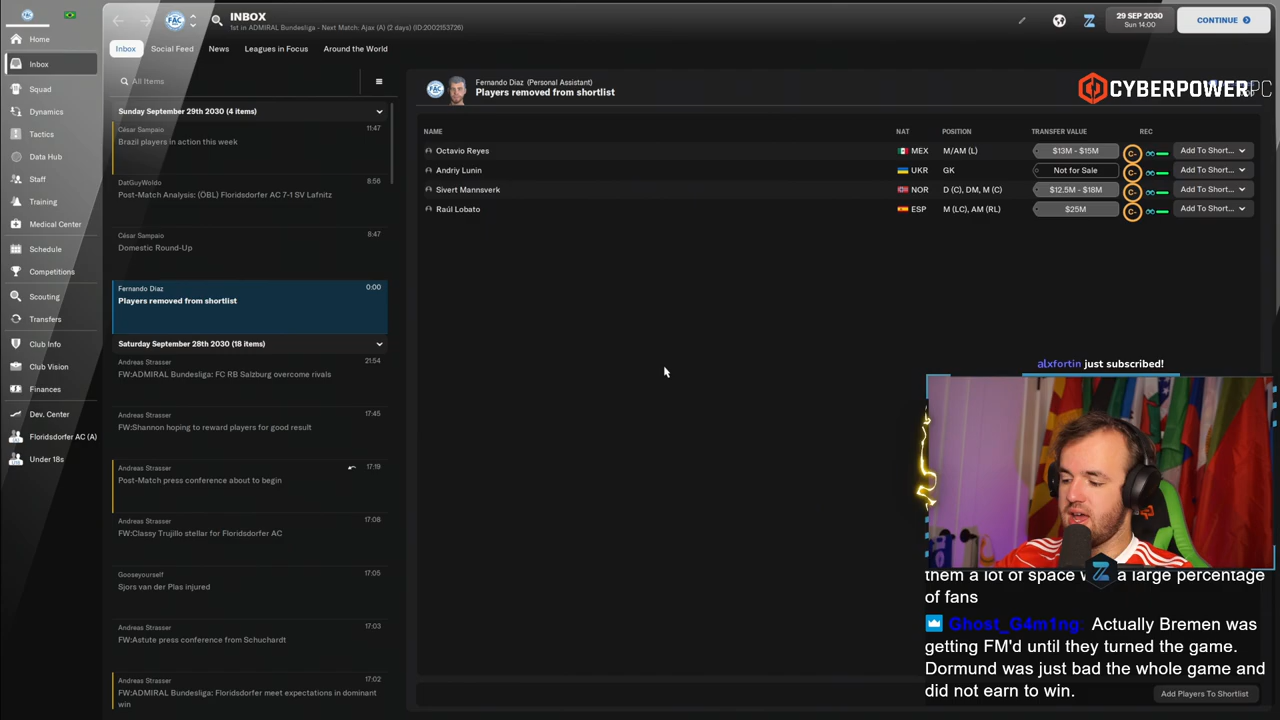 INBOX
1st in ADMIRAL Bundesliga - Next Match: Ajax (A) (2 days) (ID:2002153726)
29 SEP 2030
Sun 14:00
CONTINUE
Home
Inbox
Squad
Dynamics
Tactics
Data Hub
Staff
Training
Medical Center
Schedule
Competitions
Scouting
Transfers
Club Info
Club Vision
Finances
Dev. Center
Floridsdorfer AC (A)
Under 18s
Inbox
Social Feed
News
Leagues in Focus
Around the World
All Items
Sunday September 29th 2030 (4 items)
César Sampaio
11:47
Brazil players in action this week
DatGuyWoldo
8:56
Post-Match Analysis: (ÖBL) Floridsdorfer AC 7-1 SV Lafnitz
César Sampaio
8:47
Domestic Round-Up
Fernando Diaz
0:00
Players removed from shortlist
Saturday September 28th 2030 (18 items)
Andreas Strasser
21:54
FW:ADMIRAL Bundesliga: FC RB Salzburg overcome rivals
Andreas Strasser
17:45
FW:Shannon hoping to reward players for good result
Andreas Strasser
17:19
Post-Match press conference about to begin
Andreas Strasser
17:08
FW:Classy Trujillo stellar for Floridsdorfer AC
Gooseyourself
17:05
Sjors van der Plas injured
Andreas Strasser
17:03
FW:Astute press conference from Schuchardt
Andreas Strasser
17:02
FW:ADMIRAL Bundesliga: Floridsdorfer meet expectations in dominant
win
Fernando Diaz (Personal Assistant)
Players removed from shortlist
CYBERPOWERPC
NAME NAT POSITION TRANSFER VALUE REC
Octavio Reyes MEX M/AM (L) $13M - $15M C- Add To Short...
Andriy Lunin UKR GK Not for Sale C- Add To Short...
Sivert Mannsverk NOR D (C), DM, M (C) $12.5M - $18M C- Add To Short...
Raúl Lobato ESP M (LC), AM (RL) $25M C- Add To Short...
alxfortin just subscribed!
them a lot of space w a large percentage
of fans
Ghost_G4m1ng: Actually Bremen was
getting FM'd until they turned the game.
Dormund was just bad the whole game and
did not earn to win.
Add Players To Shortlist